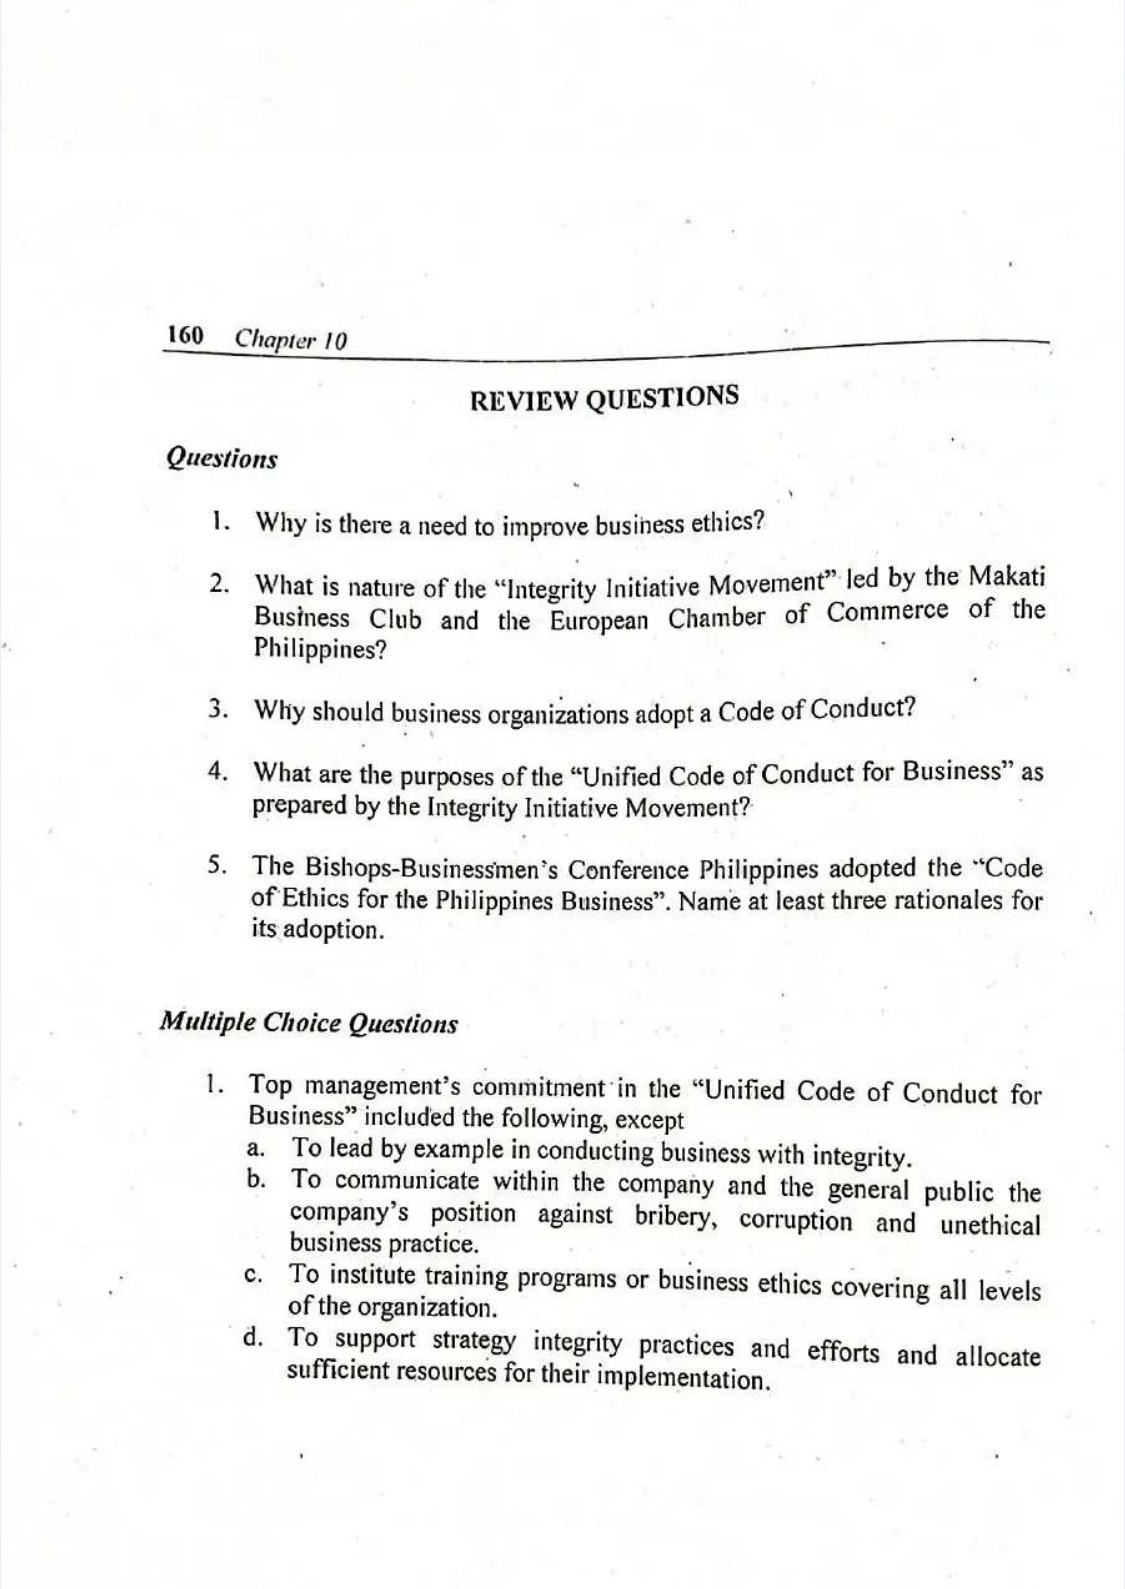 160 Chapter 10
REVIEW QUESTIONS
Questions
1. Why is there a need to improve business ethics?
2. What is nature of the “Integrity Initiative Movement” led by the Makati
Business Club and the European Chamber of Commerce of the
Philippines?
3. Why should business organizations adopt a Code of Conduct?
4. What are the purposes of the “Unified Code of Conduct for Business” as
prepared by the Integrity Initiative Movement?
5. The Bishops-Businessmen’s Conference Philippines adopted the “Code
of Ethics for the Philippines Business”. Name at least three rationales for
its adoption.
Multiple Choice Questions
1. Top management’s commitment in the “Unified Code of Conduct for
Business” included the following, except
a. To lead by example in conducting business with integrity.
b. To communicate within the company and the general public the
company’s position against bribery, corruption and unethical
business practice.
c. To institute training programs or business ethics covering all levels
of the organization.
d. To support strategy integrity practices and efforts and allocate
sufficient resources for their implementation.